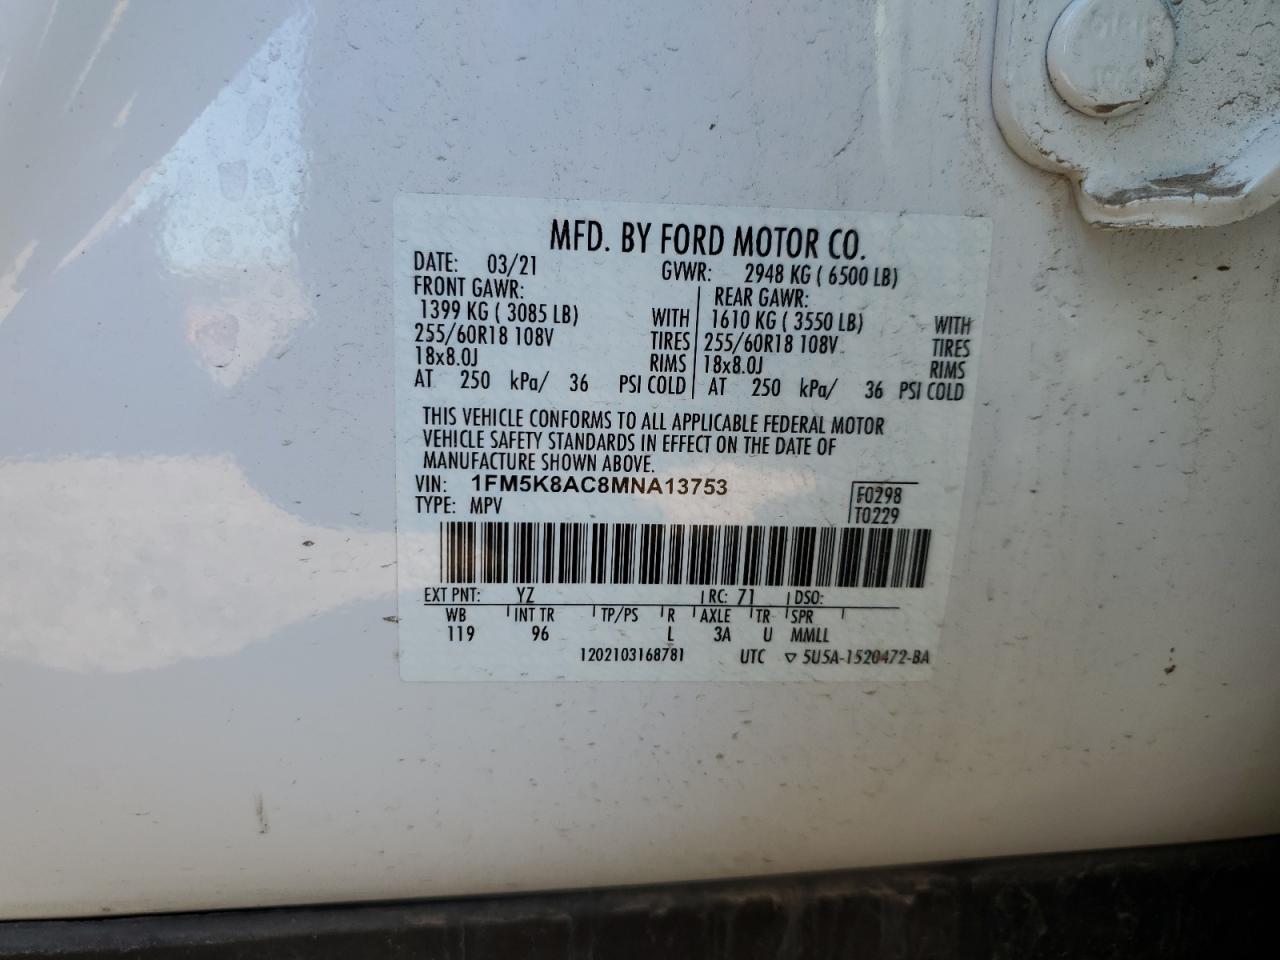 MFD. BY FORD MOTOR CO.
DATE: 03/21 GVWR: 2948 KG ( 6500 LB)
FRONT GAWR: REAR GAWR:
1399 KG ( 3085 LB) WITH 1610 KG ( 3550 LB) WITH
255/60R18 108V TIRES 255/60R18 108V TIRES
18x8.0J RIMS 18x8.0J RIMS
AT 250 kPa/ 36 PSI COLD AT 250 kPa/ 36 PSI COLD
THIS VEHICLE CONFORMS TO ALL APPLICABLE FEDERAL MOTOR
VEHICLE SAFETY STANDARDS IN EFFECT ON THE DATE OF
MANUFACTURE SHOWN ABOVE.
VIN: 1FM5K8AC8MNA13753 F0298
TYPE: MPV T0229
EXT PNT: YZ RC: 71 DSO:
WB INT TR TP/PS R AXLE TR SPR
119 96 L 3A U MMLL
1202103168781 UTC ▽ 5U5A-1520472-BA